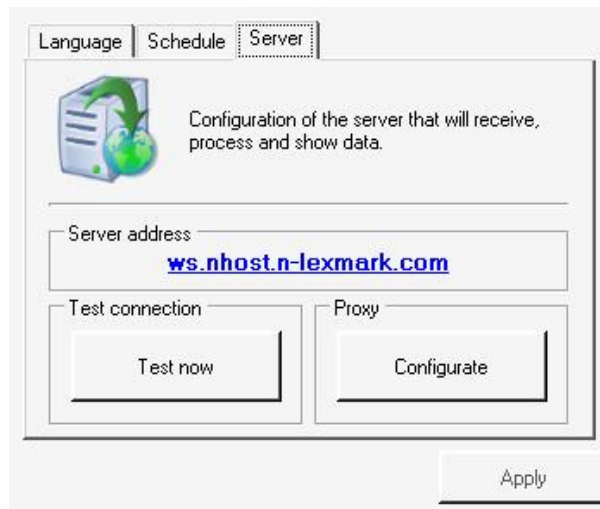 Language Schedule Server
Configuration of the server that will receive,
process and show data.
Server address
ws.nhost.n-lexmark.com
Test connection Proxy
Test now Configurate
Apply